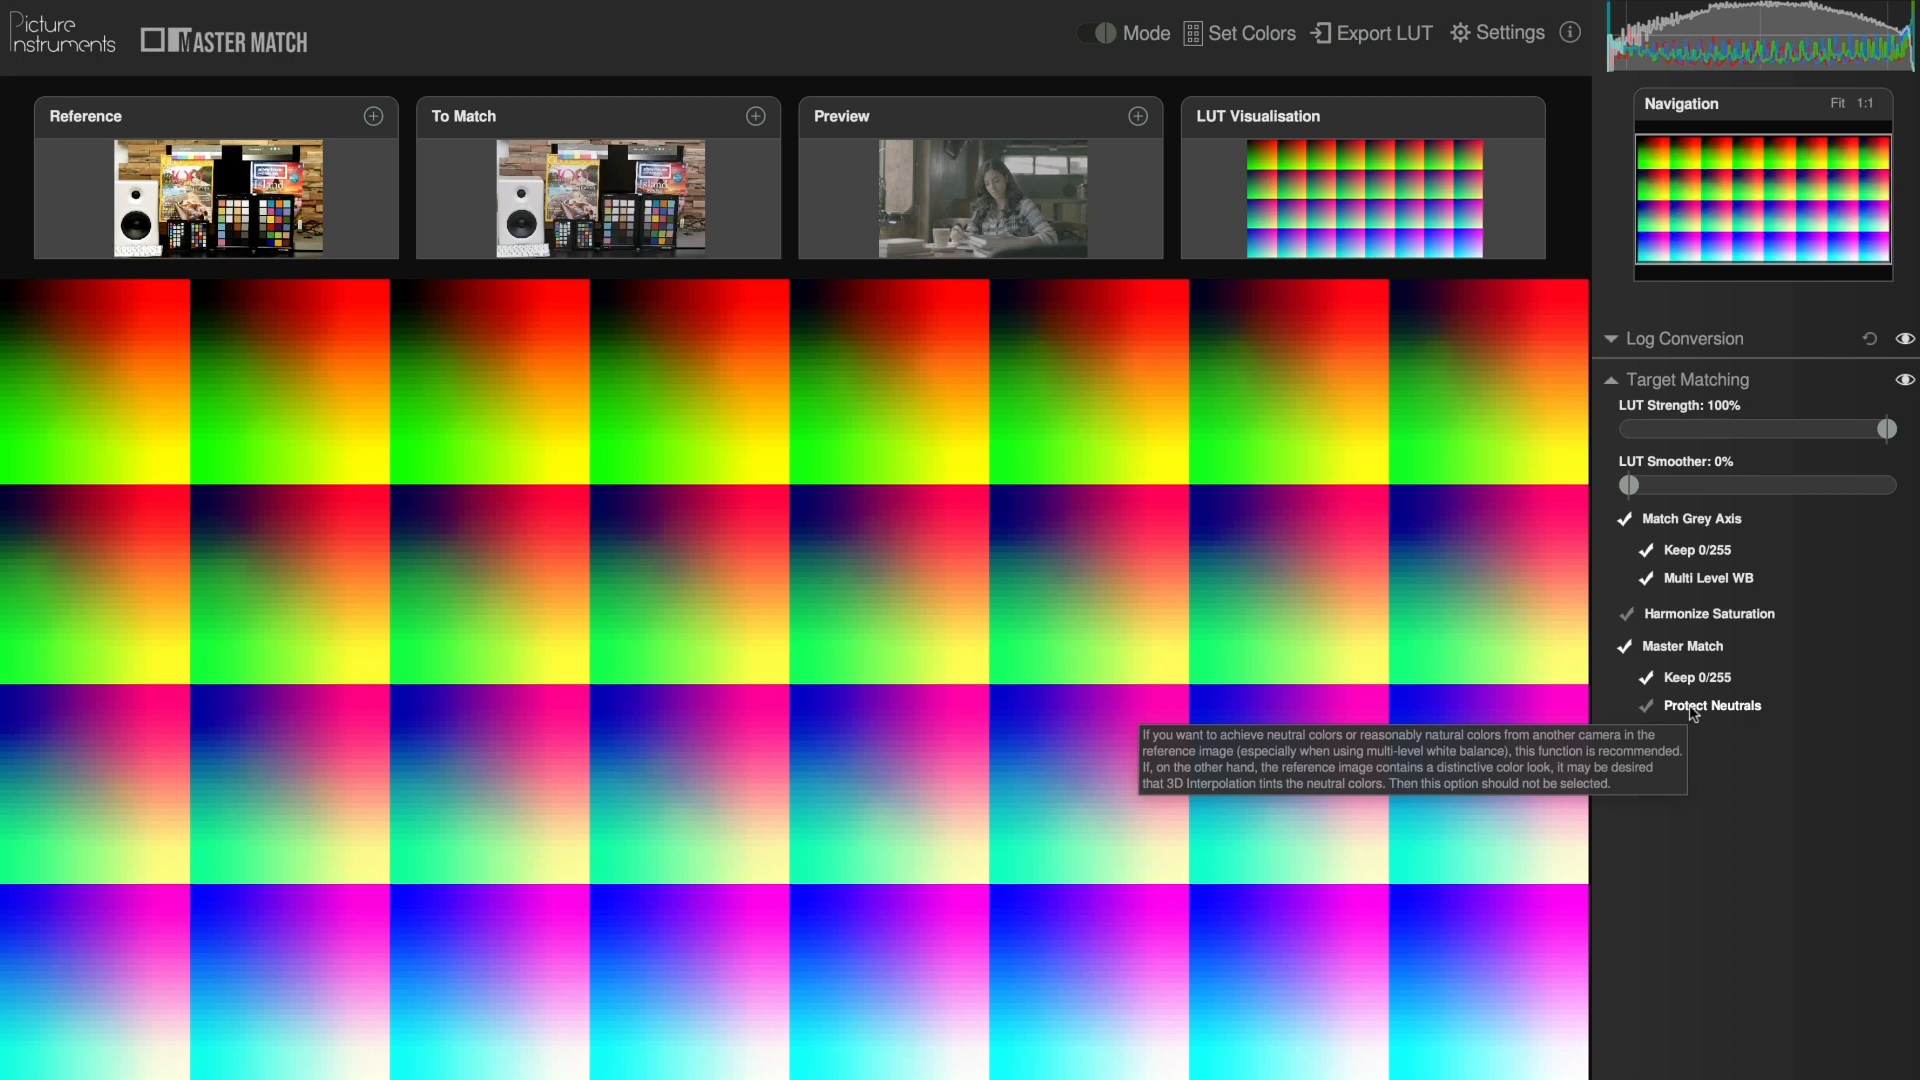 Picture
Instruments
MASTER MATCH
Mode
Set Colors
Export LUT
Settings
Reference
To Match
Preview
LUT Visualisation
Navigation
Fit 1:1
Log Conversion
Target Matching
LUT Strength: 100%
LUT Smoother: 0%
Match Grey Axis
Keep 0/255
Multi Level WB
Harmonize Saturation
Master Match
Keep 0/255
Protect Neutrals
If you want to achieve neutral colors or reasonably natural colors from another camera in the
reference image (especially when using multi-level white balance), this function is recommended.
If, on the other hand, the reference image contains a distinctive color look, it may be desired
that 3D Interpolation tints the neutral colors. Then this option should not be selected.